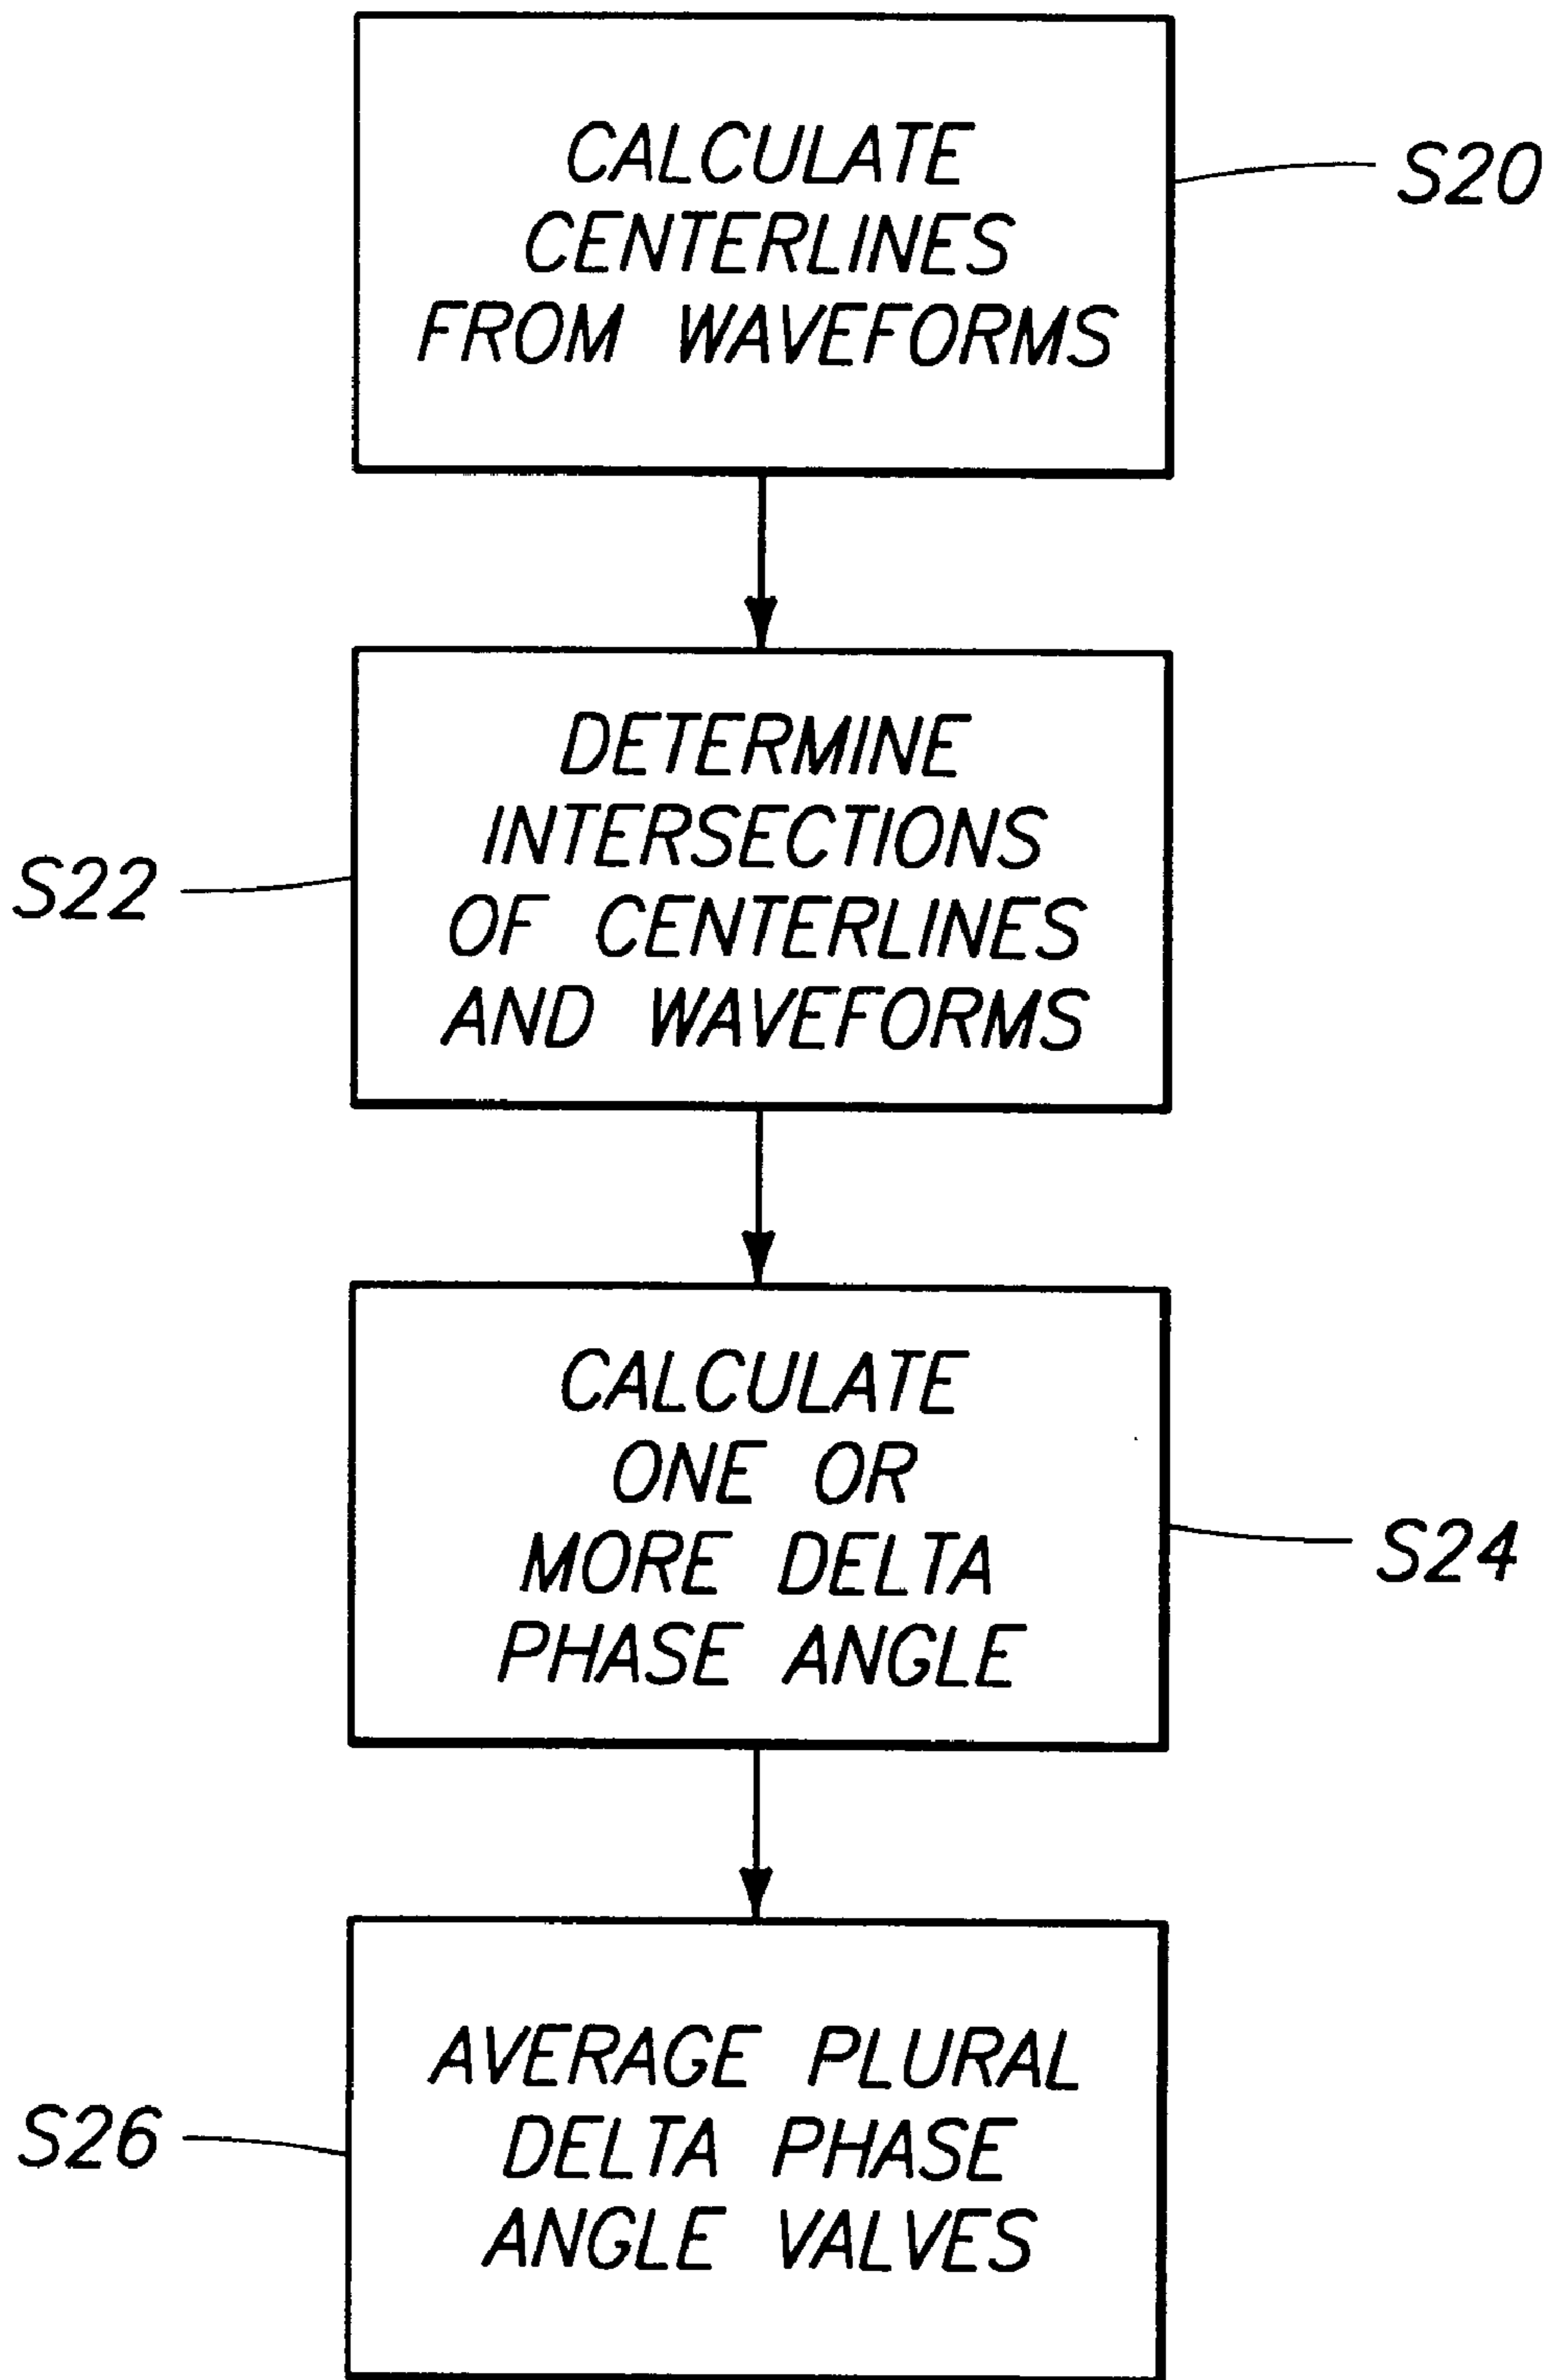 CALCULATE
CENTERLINES
FROM WAVEFORMS
S20
DETERMINE
INTERSECTIONS
OF CENTERLINES
AND WAVEFORMS
S22
CALCULATE
ONE OR
MORE DELTA
PHASE ANGLE
S24
AVERAGE PLURAL
DELTA PHASE
ANGLE VALVES
S26